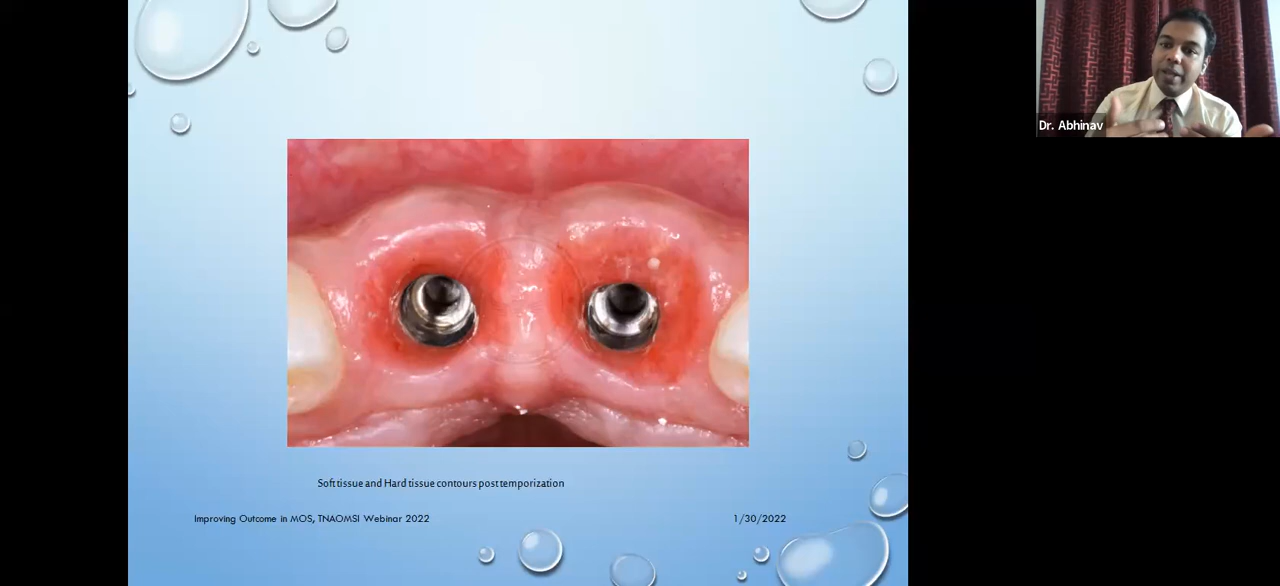 Dr. Abhinav
Soft tissue and Hard tissue contours post temporization
Improving Outcome in MOS, TNAOMSI Webinar 2022
1/30/2022